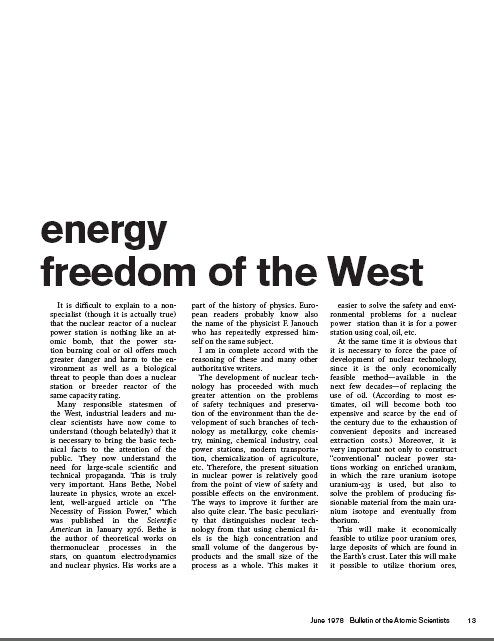 energy
freedom of the West
It is difficult to explain to a non-
specialist (though it is actually true)
that the nuclear reactor of a nuclear
power station is nothing like an at-
omic bomb, that the power sta-
tion burning coal or oil offers much
greater danger and harm to the en-
vironment as well as a biological
threat to people than does a nuclear
station or breeder reactor of the
same capacity rating.
Many responsible statesmen of
the West, industrial leaders and nu-
clear scientists have now come to
understand (though belatedly) that it
is necessary to bring the basic tech-
nical facts to the attention of the
public. They now understand the
need for large-scale scientific and
technical propaganda. This is truly
very important. Hans Bethe, Nobel
laureate in physics, wrote an excel-
lent, well-argued article on "The
Necessity of Fission Power," which
was published in the Scientific
American in January 1976. Bethe is
the author of theoretical works on
thermonuclear processes in the
stars, on quantum electrodynamics
and nuclear physics. His works are a
part of the history of physics. Euro-
pean readers probably know also
the name of the physicist F. Janouch
who has repeatedly expressed him-
self on the same subject.
I am in complete accord with the
reasoning of these and many other
authoritative writers.
The development of nuclear tech-
nology has proceeded with much
greater attention on the problems
of safety techniques and preserva-
tion of the environment than the de-
velopment of such branches of tech-
nology as metallurgy, coke chemis-
try, mining, chemical industry, coal
power stations, modern transporta-
tion, chemicalization of agriculture,
etc. Therefore, the present situation
in nuclear power is relatively good
from the point of view of safety and
possible effects on the environment.
The ways to improve it further are
also quite clear. The basic peculiari-
ty that distinguishes nuclear tech-
nology from that using chemical fu-
els is the high concentration and
small volume of the dangerous by-
products and the small size of the
process as a whole. This makes it
easier to solve the safety and envi-
ronmental problems for a nuclear
power station than it is for a power
station using coal, oil, etc.
At the same time it is obvious that
it is necessary to force the pace of
development of nuclear technology,
since it is the only economically
feasible method—available in the
next few decades—of replacing the
use of oil. (According to most es-
timates, oil will become both too
expensive and scarce by the end of
the century due to the exhaustion of
convenient deposits and increased
extraction costs.) Moreover, it is
very important not only to construct
"conventional" nuclear power sta-
tions working on enriched uranium,
in which the rare uranium isotope
uranium-235 is used, but also to
solve the problem of producing fis-
sionable material from the main ura-
nium isotope and eventually from
thorium.
This will make it economically
feasible to utilize poor uranium ores,
large deposits of which are found in
the Earth's crust. Later this will make
it possible to utilize thorium ores,
June 1978 Bulletin of the Atomic Scientists 13